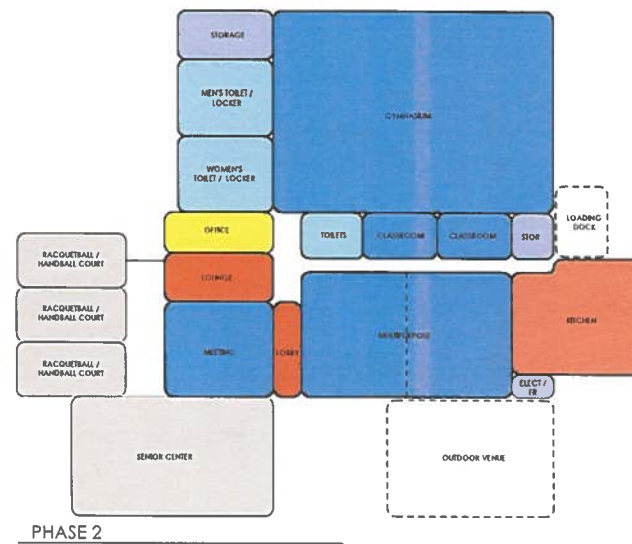 STORAGE
GYMNASIUM
MEN'S TOILET /
LOCKER
WOMEN'S
TOILET / LOCKER
OFFICE
TOILETS
CLASSROOM
CLASSROOM
STOR
LOADING
DOCK
RACQUETBALL /
HANDBALL COURT
LOUNGE
RACQUETBALL /
HANDBALL COURT
MEETING
LOBBY
MULTIPURPOSE
KITCHEN
RACQUETBALL /
HANDBALL COURT
ELECT /
FR
SENIOR CENTER
OUTDOOR VENUE
PHASE 2